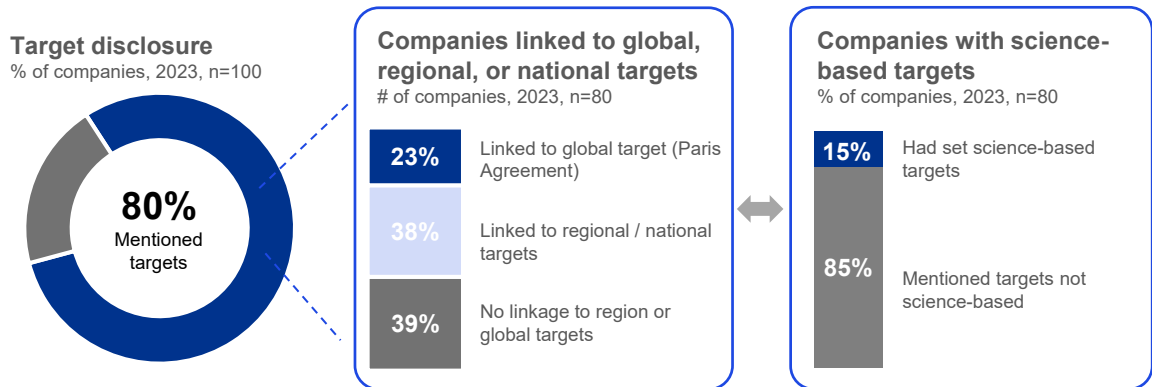 Target disclosure
% of companies, 2023, n=100
80%
Mentioned
targets
Companies linked to global,
regional, or national targets
# of companies, 2023, n=80
23%
Linked to global target (Paris
Agreement)
38%
Linked to regional / national
targets
39%
No linkage to region or
global targets
Companies with science-
based targets
% of companies, 2023, n=80
15%
Had set science-based
targets
85%
Mentioned targets not
science-based